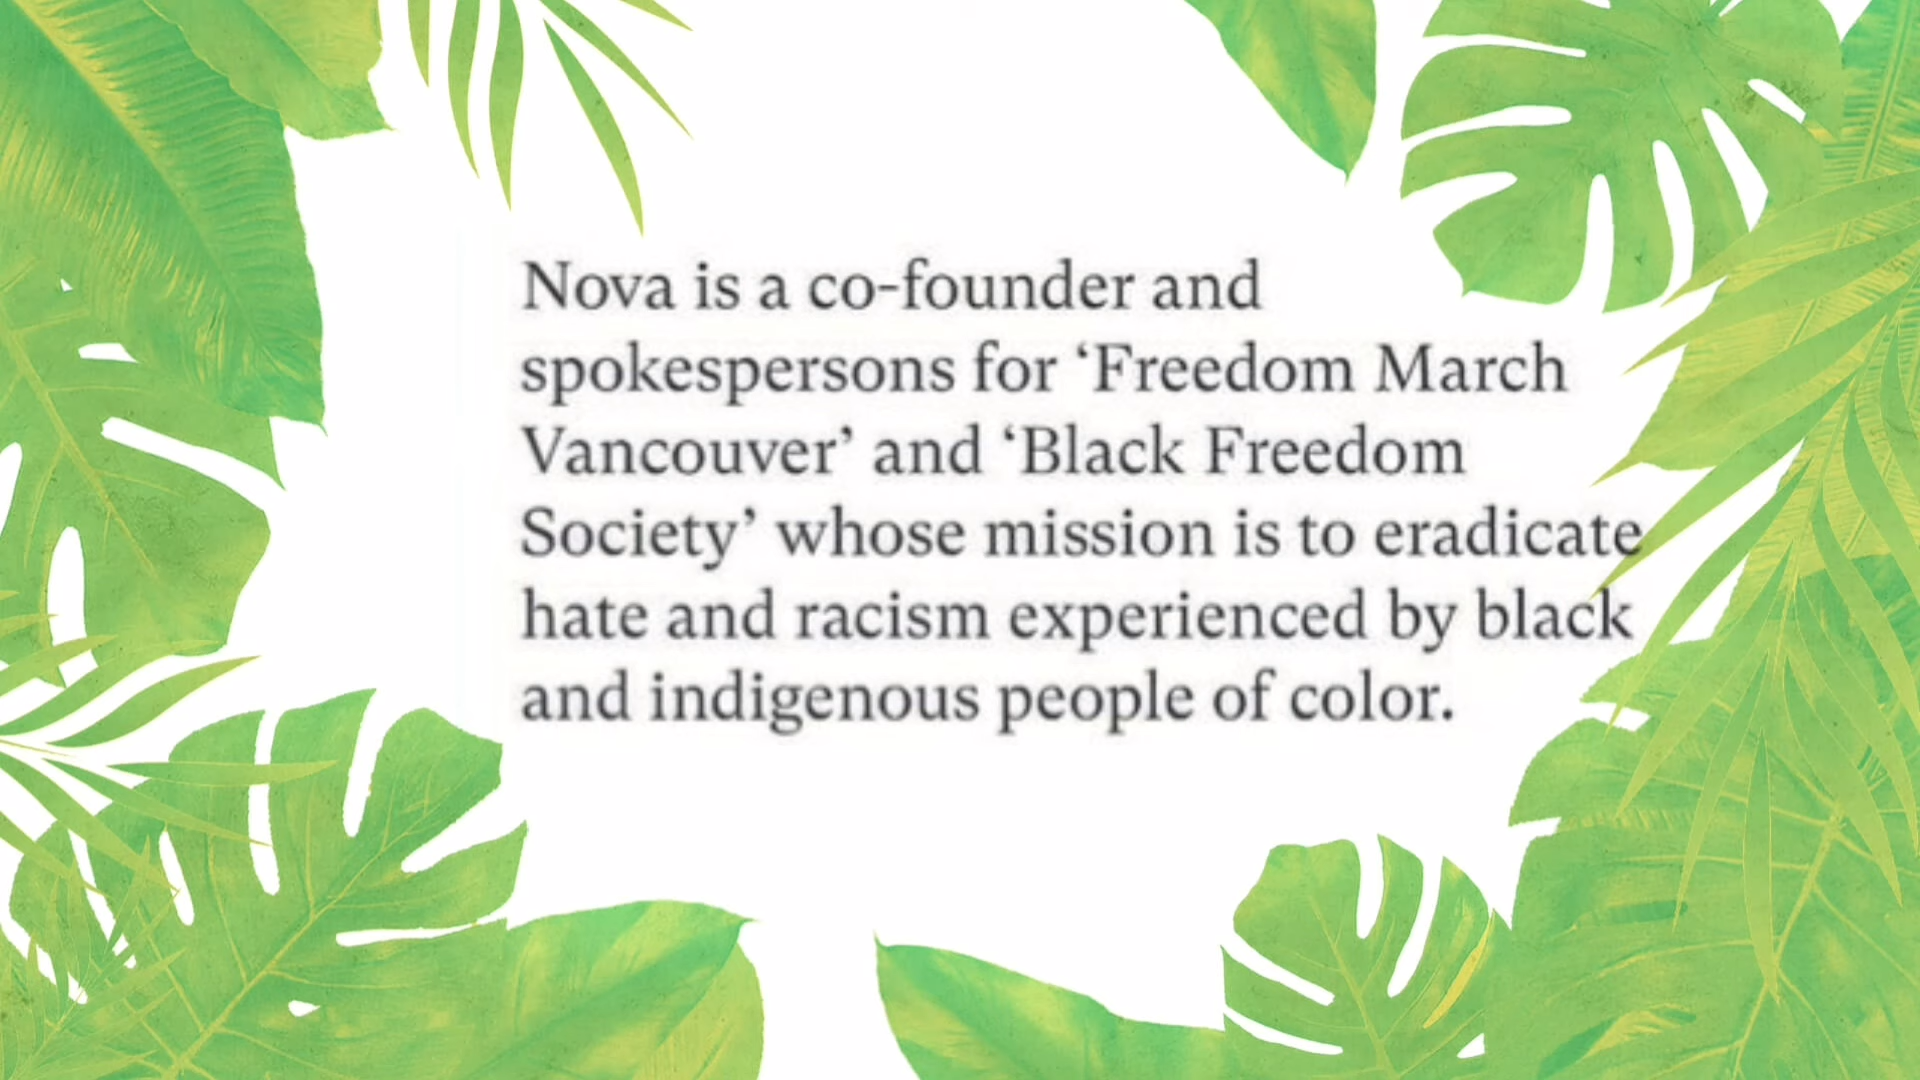 Nova is a co-founder and
spokespersons for ‘Freedom March
Vancouver’ and ‘Black Freedom
Society’ whose mission is to eradicate
hate and racism experienced by black
and indigenous people of color.